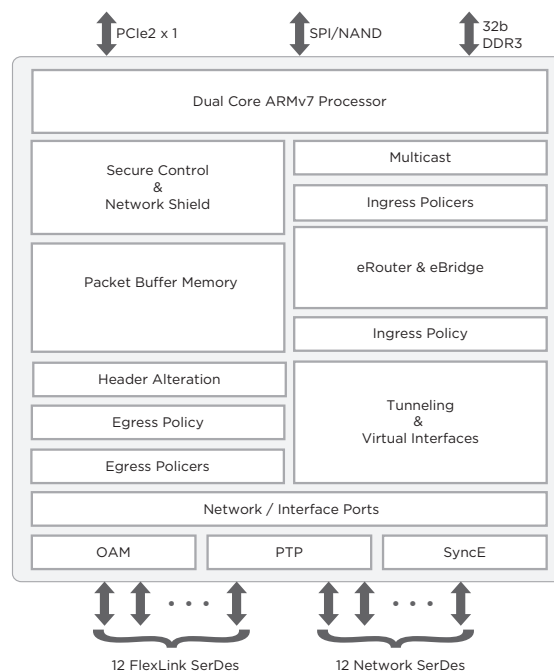 PCIe2 x 1
SPI/NAND
32b
DDR3
Dual Core ARMv7 Processor
Secure Control
&
Network Shield
Multicast
Ingress Policers
Packet Buffer Memory
eRouter & eBridge
Ingress Policy
Header Alteration
Tunneling
&
Virtual Interfaces
Egress Policy
Egress Policers
Network / Interface Ports
OAM
PTP
SyncE
12 FlexLink SerDes
12 Network SerDes